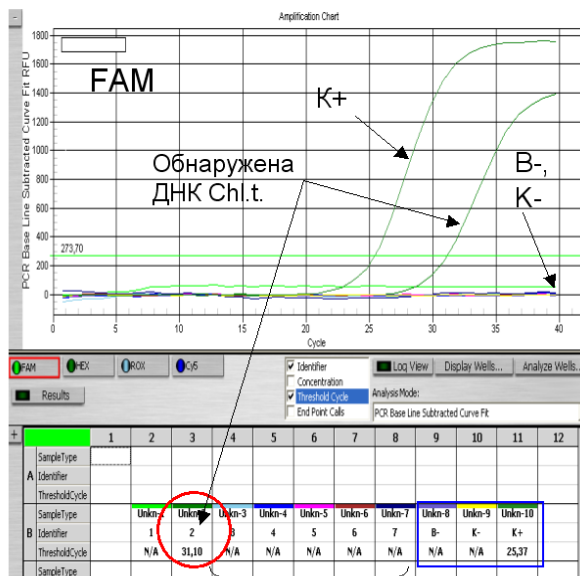 Amplification Chart
1800
1600
1400
1200
1000
800
600
400
200
0
273,70
PCR Base Line Subtracted Curve Fit RFU
FAM
К+
Обнаружена
ДНК Chl.t.
В-,
К-
0 5 10 15 20 25 30 35 40
Cycle
FAM HEX ROX Cy5
Results
Identifier
Concentration
Threshold Cycle
End Point Calls
Log View Display Wells... Analyze Wells...
Analysis Mode:
PCR Base Line Subtracted Curve Fit
+ 1 2 3 4 5 6 7 8 9 10 11 12
SampleType
A Identifier
ThresholdCycle
SampleType Unkn-3 Unkn-4 Unkn-5 Unkn-6 Unkn-7 Unkn-8 Unkn-9 Unkn-10
B Identifier 1 2 3 4 5 6 7 B- K- K+
ThresholdCycle N/A 31,10 N/A N/A N/A N/A N/A N/A N/A 25,37
SampleType